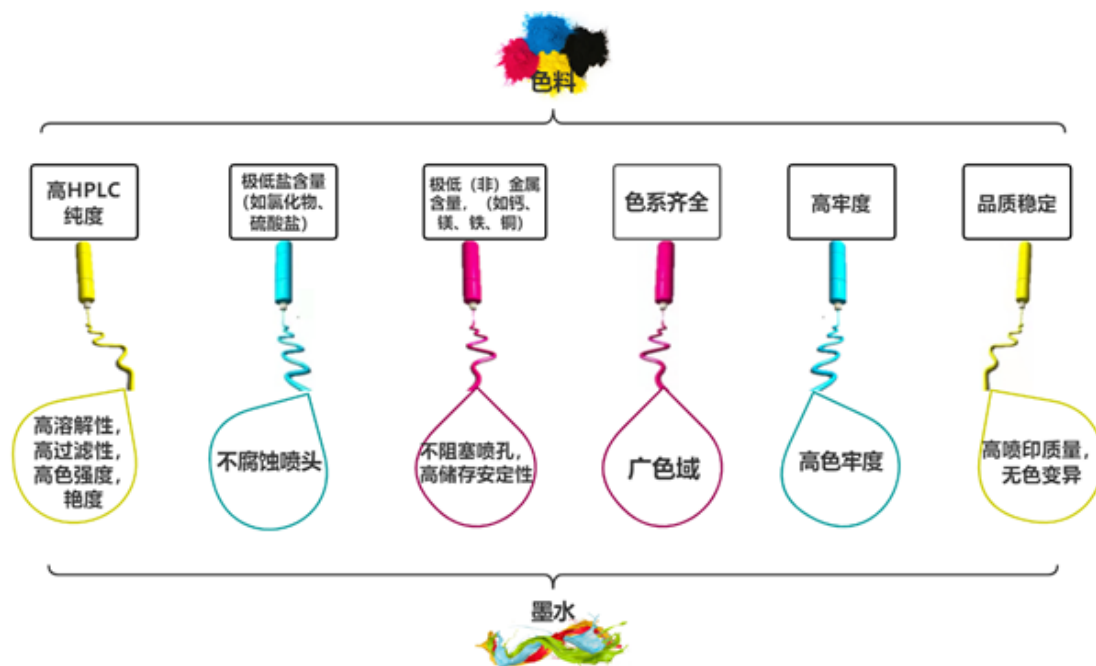 色料
高HPLC
纯度
极低盐含量
(如氯化物、
硫酸盐)
极低（非）金属
含量，（如钙、
镁、铁、铜）
色系齐全
高牢度
品质稳定
高溶解性，
高过滤性，
高色强度，
艳度
不腐蚀喷头
不阻塞喷孔，
高储存安定性
广色域
高色牢度
高喷印质量，
无色变异
墨水